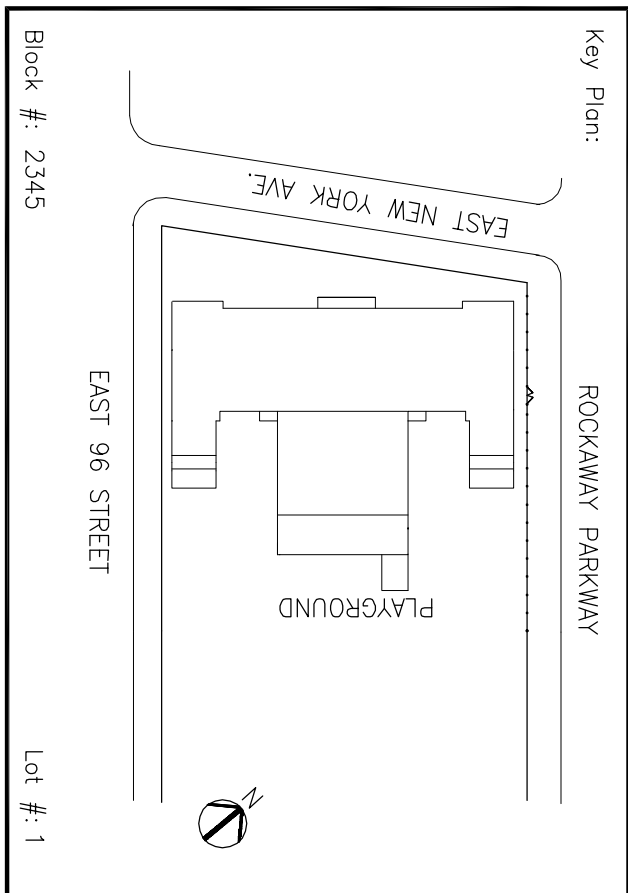 Key Plan:
ROCKAWAY PARKWAY
EAST NEW YORK AVE.
PLAYGROUND
EAST 96 STREET
N
Block #: 2345
Lot #: 1